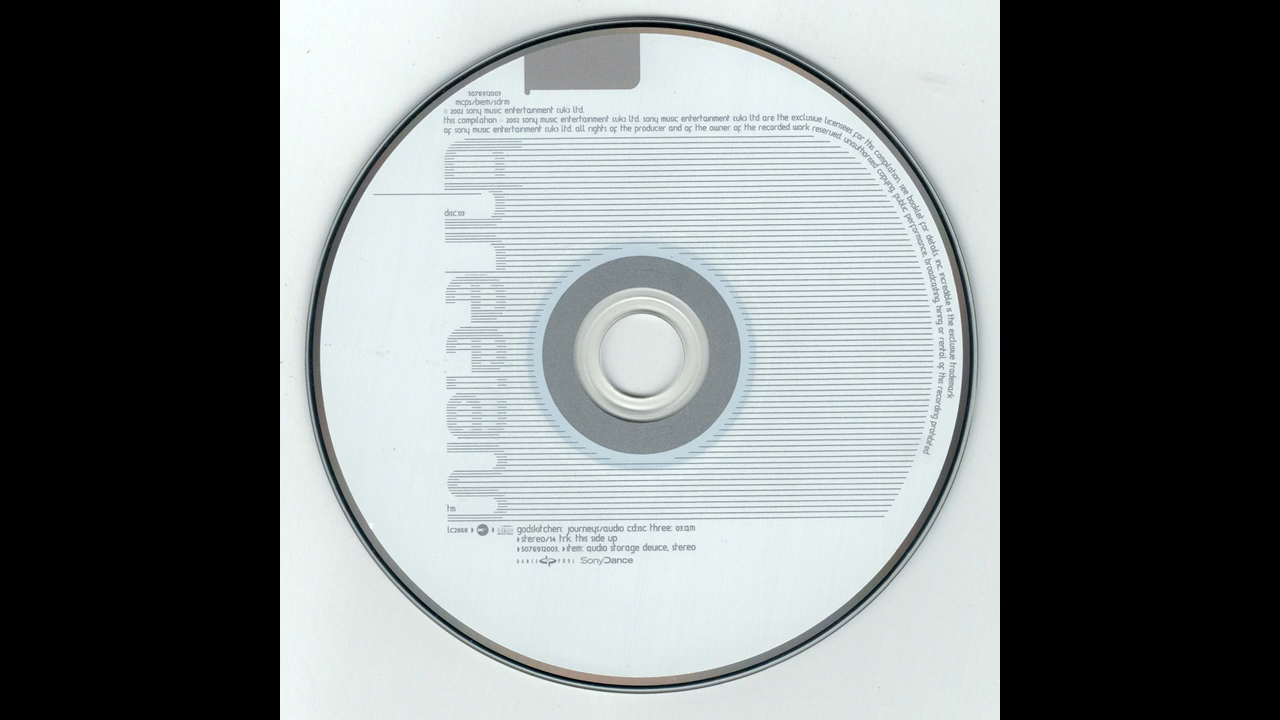 5076912003
mcps/biem/sdrm
© 2002 sony music entertainment (uk) ltd.
this compilation ℗ 2002 sony music entertainment (uk) ltd. sony music entertainment (uk) ltd are the exclusive licensees for this compilation. see booklet for details. inc. incredible is the exclusive trademark
of sony music entertainment (uk) ltd. all rights of the producer and of the owner of the recorded work reserved. unauthorised copying, public performance, broadcasting, hiring or rental of this recording prohibited
disc:03
tm
lc2868
godskitchen: journeys/audio cd:disc three: 03:am
stereo/14 trk. this side up
5076912003. item: audio storage device, stereo
DANCE dp POOL SonyDance